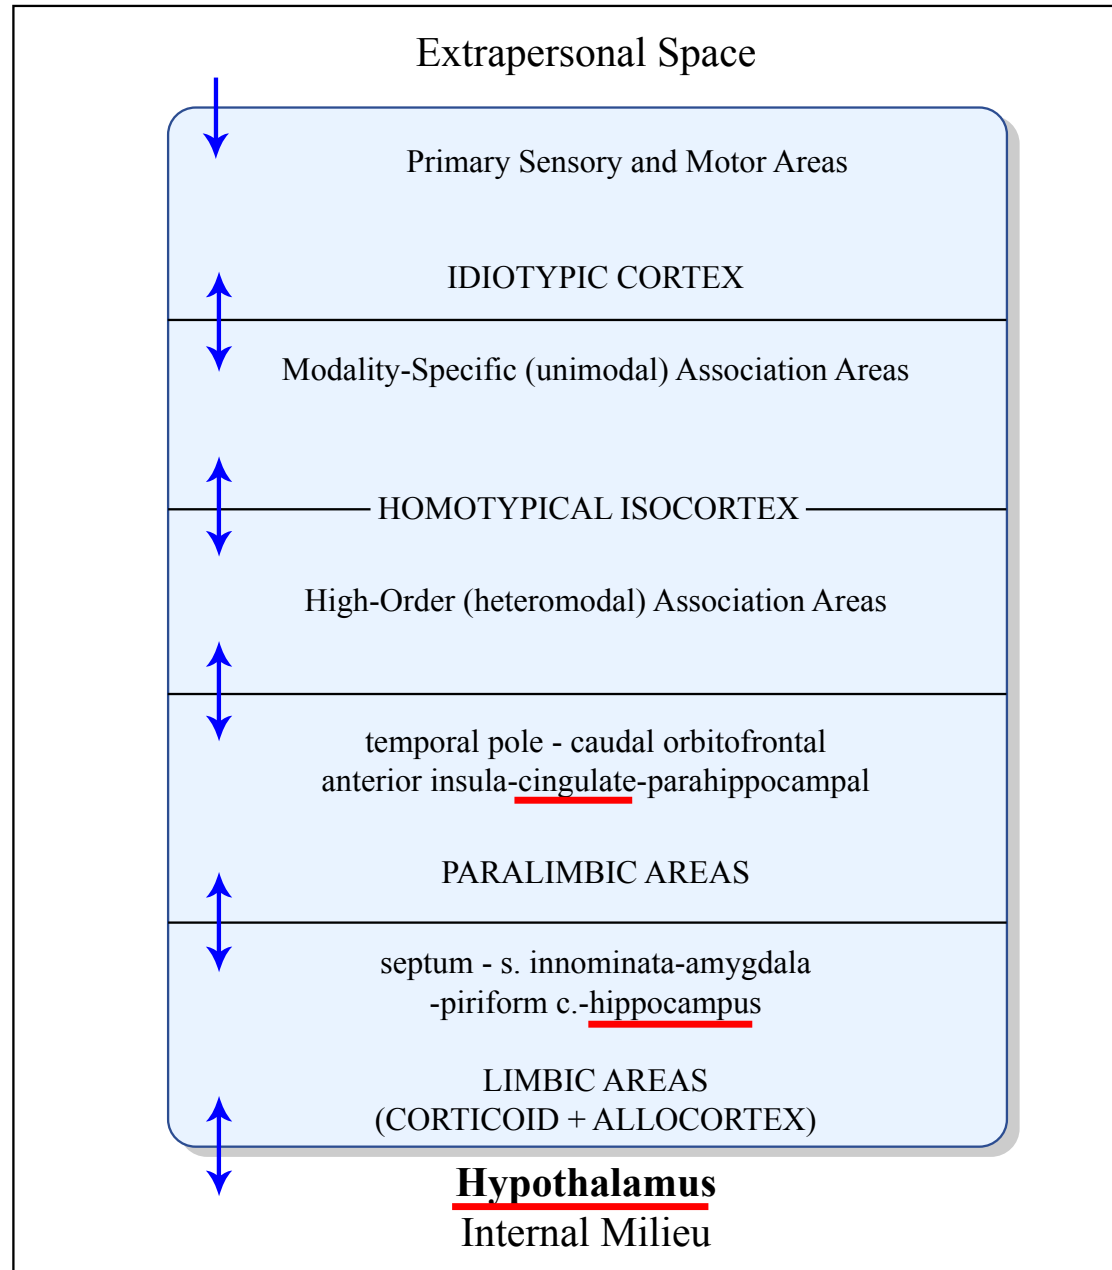 Extrapersonal Space
Primary Sensory and Motor Areas
IDIOTYPIC CORTEX
Modality-Specific (unimodal) Association Areas
HOMOTYPICAL ISOCORTEX
High-Order (heteromodal) Association Areas
temporal pole - caudal orbitofrontal
anterior insula-cingulate-parahippocampal
PARALIMBIC AREAS
septum - s. innominata-amygdala
-piriform c.-hippocampus
LIMBIC AREAS
(CORTICOID + ALLOCORTEX)
Hypothalamus
Internal Milieu